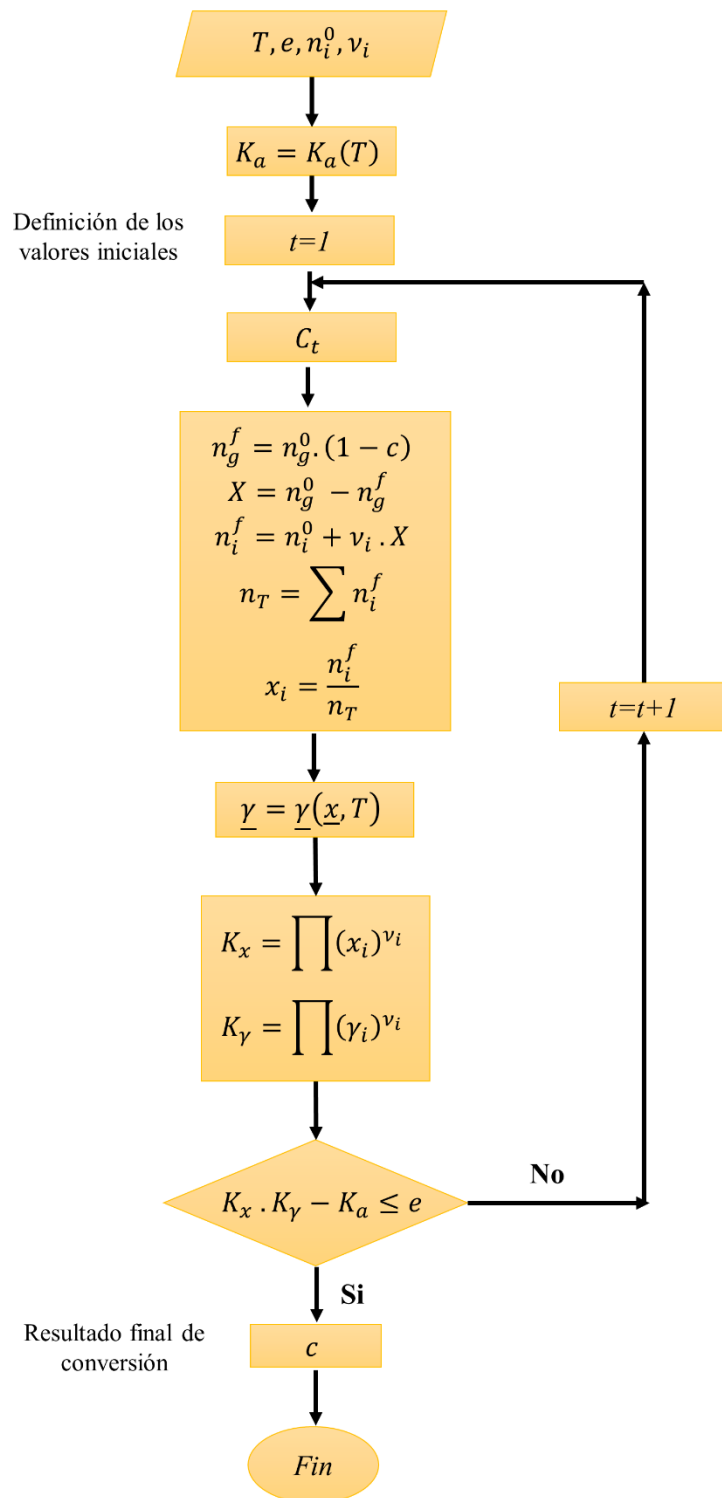 T, e, n_i^0, ν_i
K_a = K_a(T)
Definición de los
valores iniciales
t=1
C_t
n_g^f = n_g^0 . (1 − c)
X = n_g^0 − n_g^f
n_i^f = n_i^0 + ν_i . X
n_T = ∑ n_i^f
x_i = n_i^f / n_T
t=t+1
γ = γ(x, T)
K_x = ∏(x_i)^{ν_i}
K_γ = ∏(γ_i)^{ν_i}
K_x . K_γ − K_a ≤ e
No
Si
Resultado final de
conversión
c
Fin